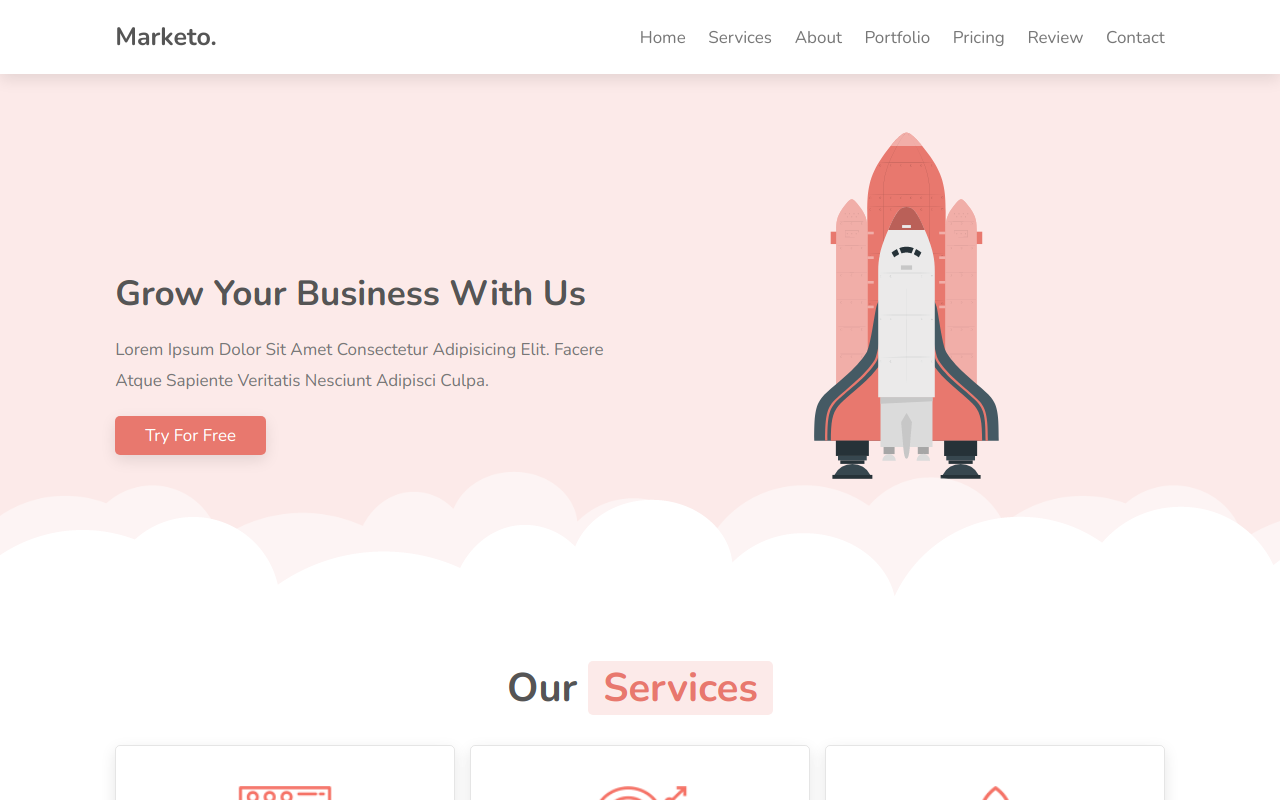 Marketo.
Home Services About Portfolio Pricing Review Contact
Grow Your Business With Us
Lorem Ipsum Dolor Sit Amet Consectetur Adipisicing Elit. Facere
Atque Sapiente Veritatis Nesciunt Adipisci Culpa.
Try For Free
Our Services